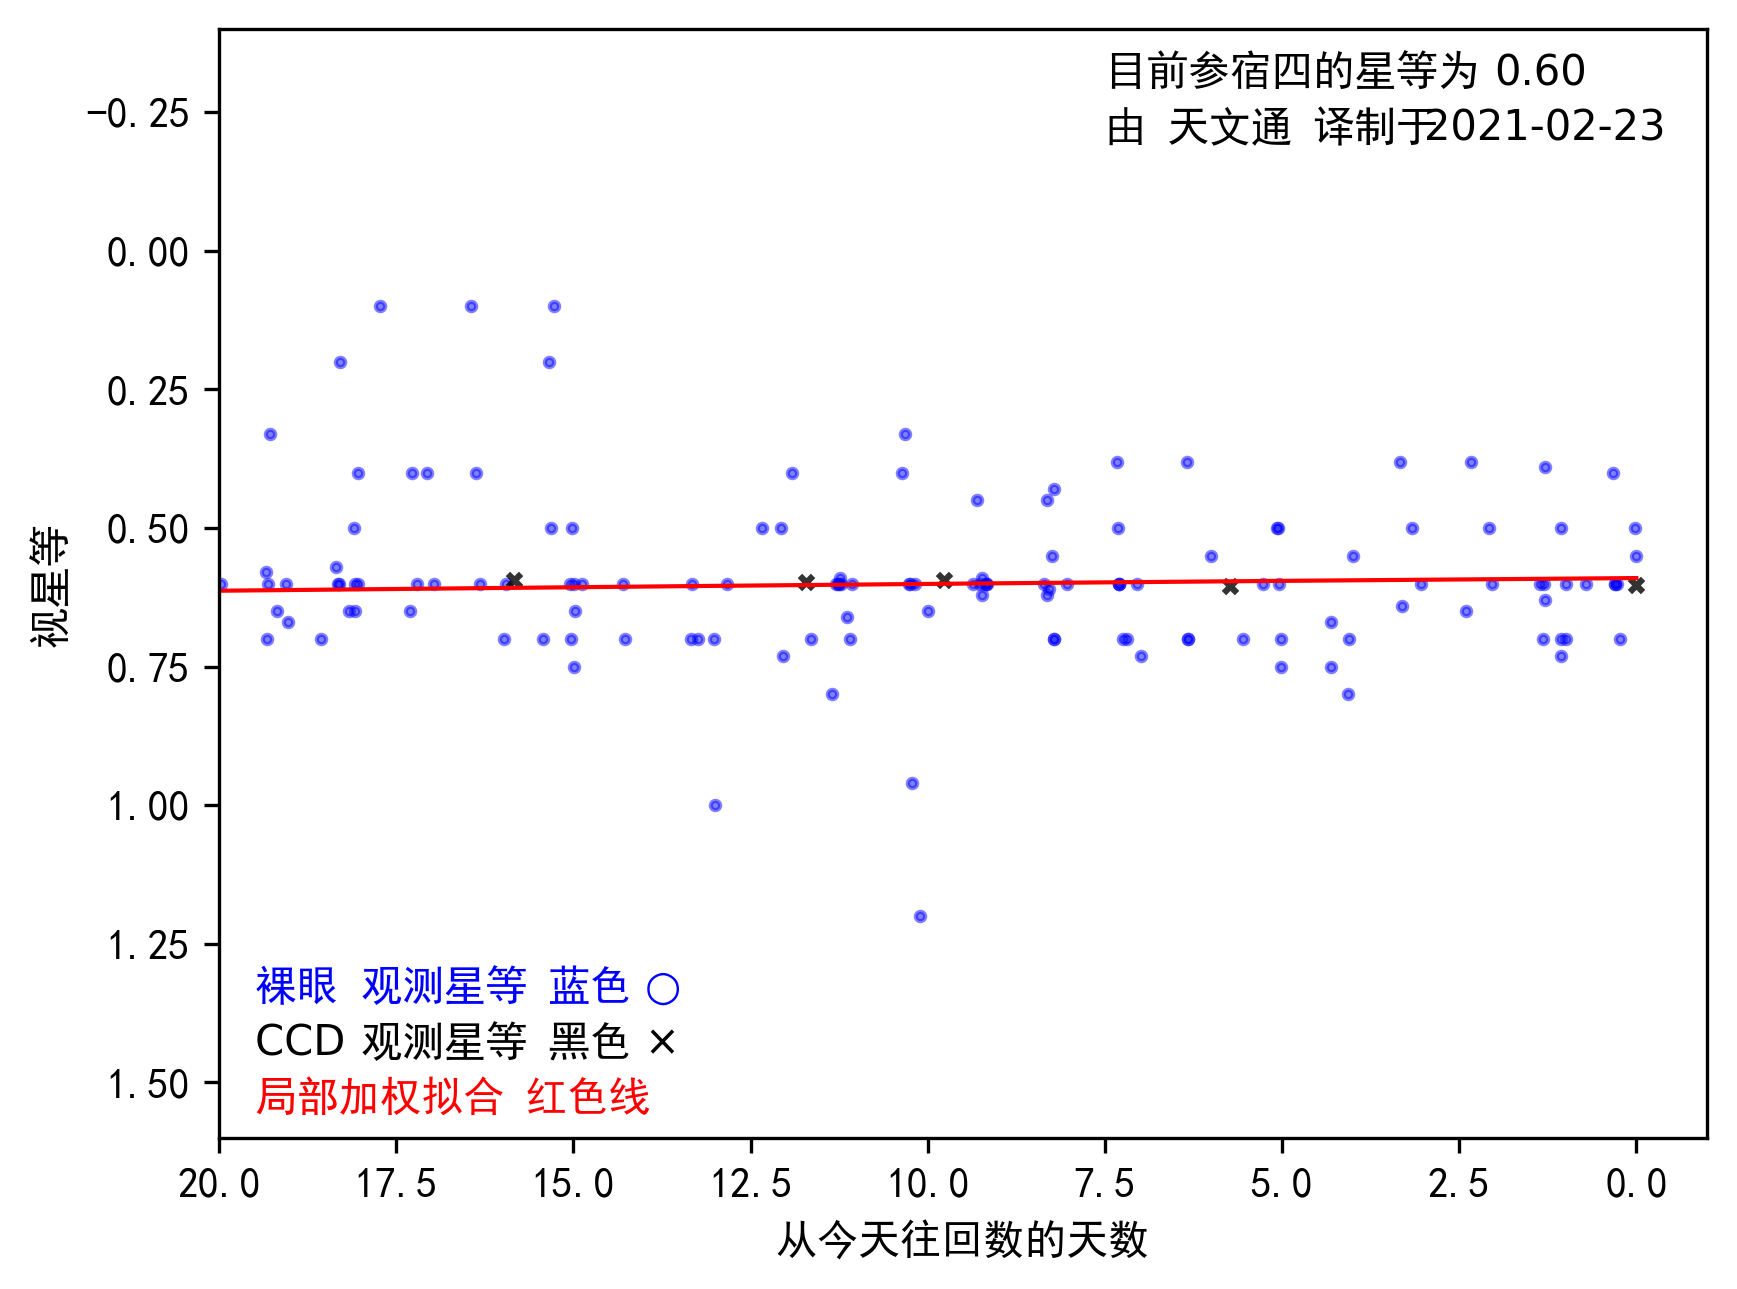 目前参宿四的星等为 0.60
由 天文通 译制于2021-02-23
−0.25
0.00
0.25
0.50
0.75
1.00
1.25
1.50
视星等
裸眼 观测星等 蓝色 ○
CCD 观测星等 黑色 ×
局部加权拟合 红色线
20.0 17.5 15.0 12.5 10.0 7.5 5.0 2.5 0.0
从今天往回数的天数